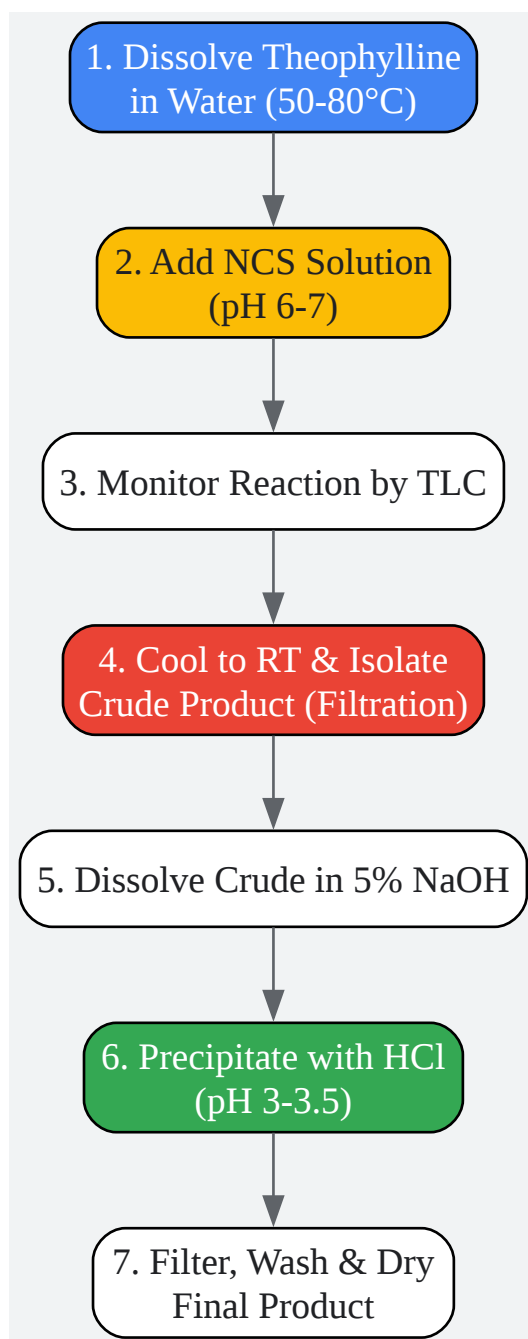 1. Dissolve Theophylline
in Water (50-80°C)
2. Add NCS Solution
(pH 6-7)
3. Monitor Reaction by TLC
4. Cool to RT & Isolate
Crude Product (Filtration)
5. Dissolve Crude in 5% NaOH
6. Precipitate with HCl
(pH 3-3.5)
7. Filter, Wash & Dry
Final Product